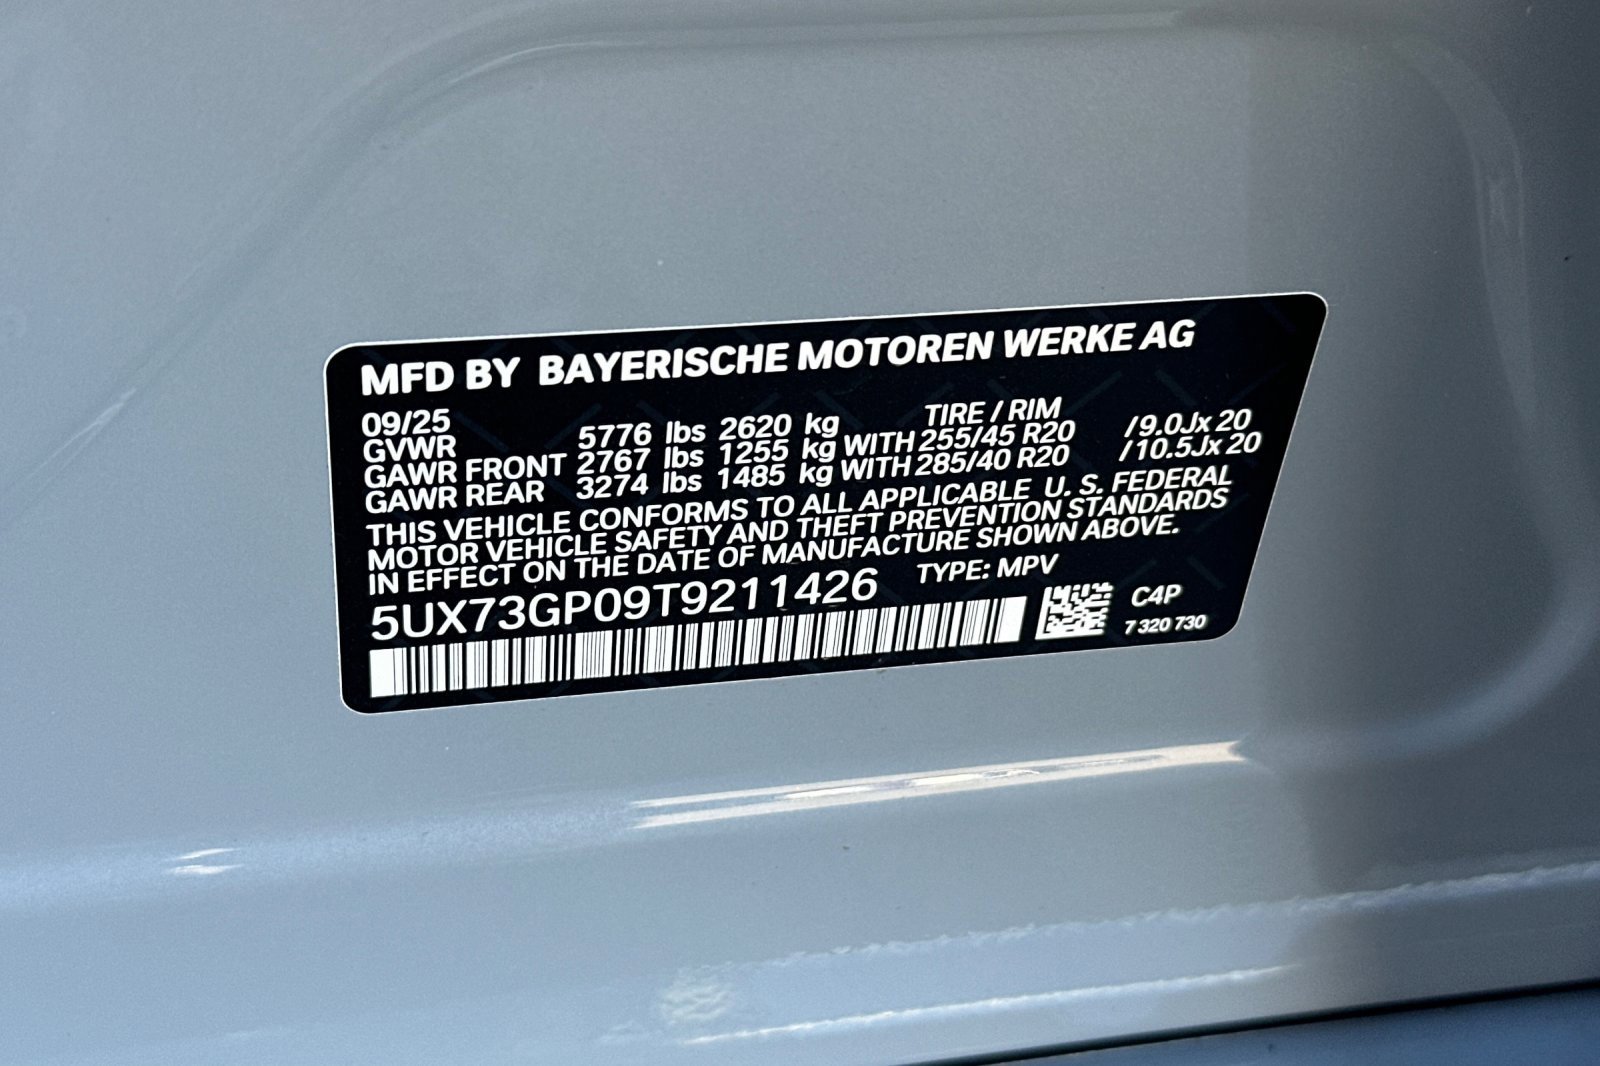 MFD BY BAYERISCHE MOTOREN WERKE AG
09/25 TIRE / RIM
GVWR 5776 lbs 2620 kg
GAWR FRONT 2767 lbs 1255 kg WITH 255/45 R20 /9.0Jx 20
GAWR REAR 3274 lbs 1485 kg WITH 285/40 R20 /10.5Jx 20
THIS VEHICLE CONFORMS TO ALL APPLICABLE U. S. FEDERAL
MOTOR VEHICLE SAFETY AND THEFT PREVENTION STANDARDS
IN EFFECT ON THE DATE OF MANUFACTURE SHOWN ABOVE.
5UX73GP09T9211426 TYPE: MPV
C4P
7 320 730